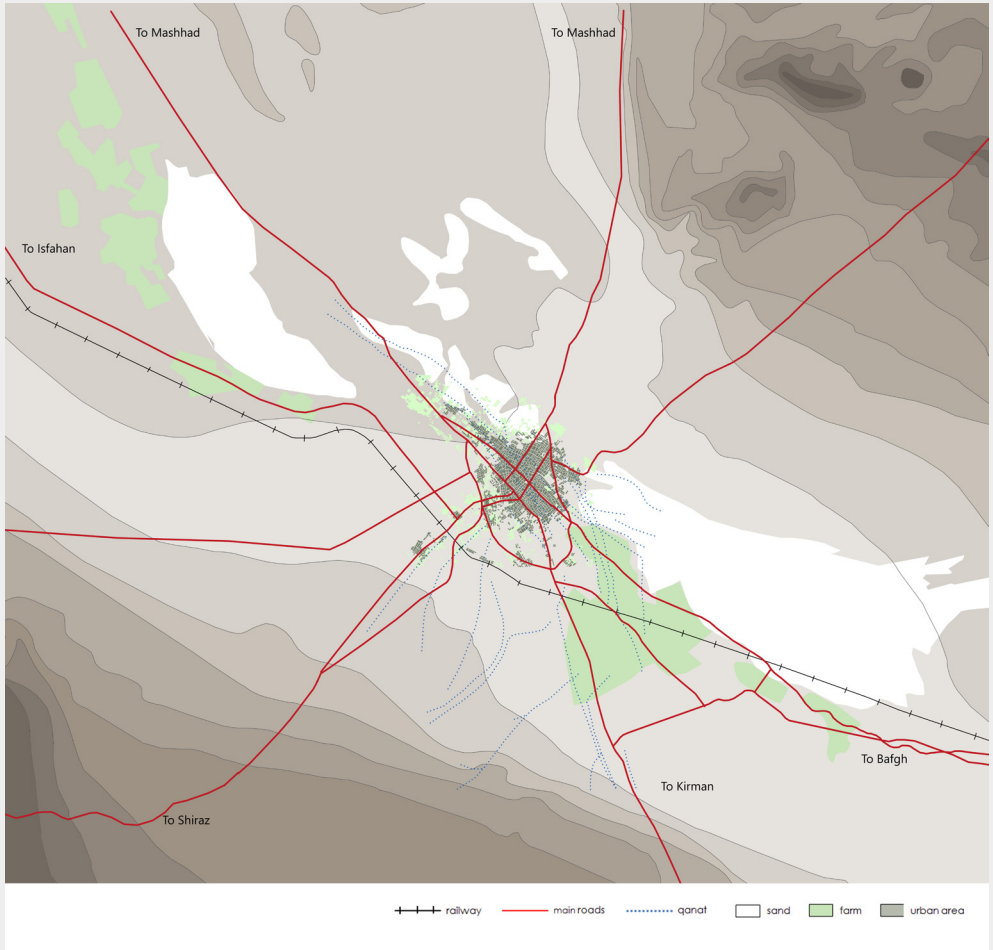 To Mashhad
To Mashhad
To Isfahan
To Bafgh
To Kirman
To Shiraz
railway
main roads
qanat
sand
farm
urban area